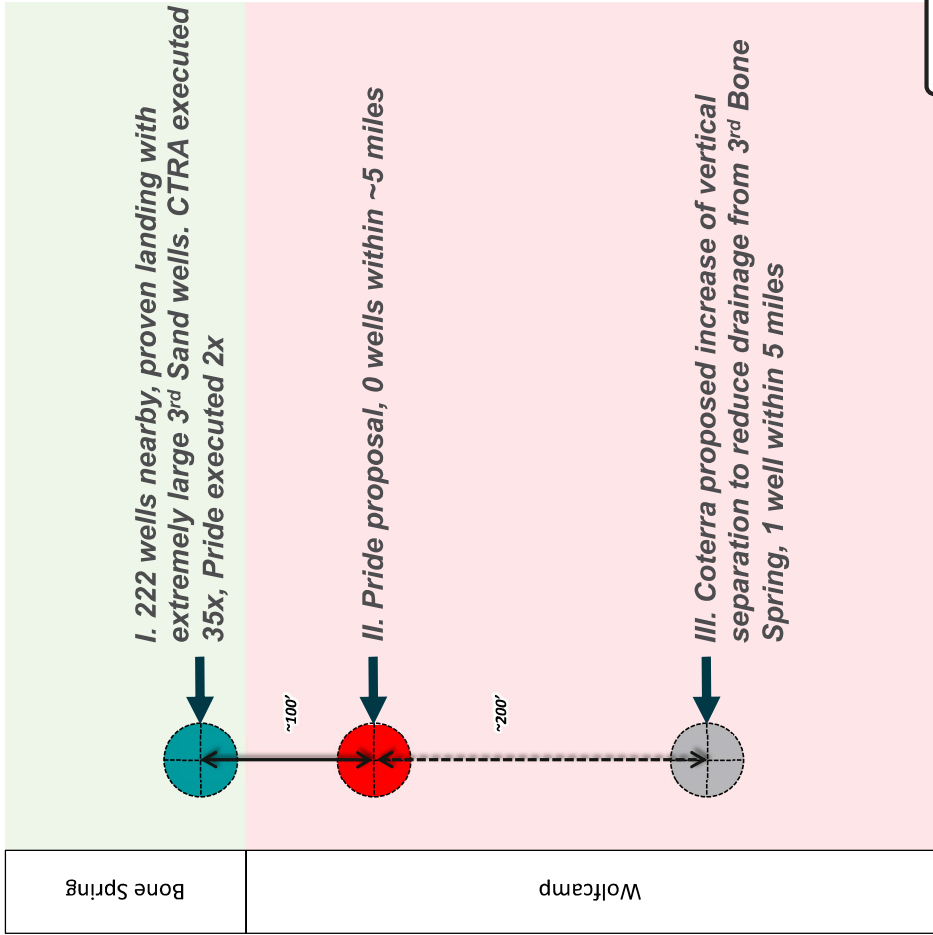 Bone Spring
I. 222 wells nearby, proven landing with
extremely large 3rd Sand wells. CTRA executed
35x, Pride executed 2x
~100'
II. Pride proposal, 0 wells within ~5 miles
~200'
Wolfcamp
III. Coterra proposed increase of vertical
separation to reduce drainage from 3rd Bone
Spring, 1 well within 5 miles